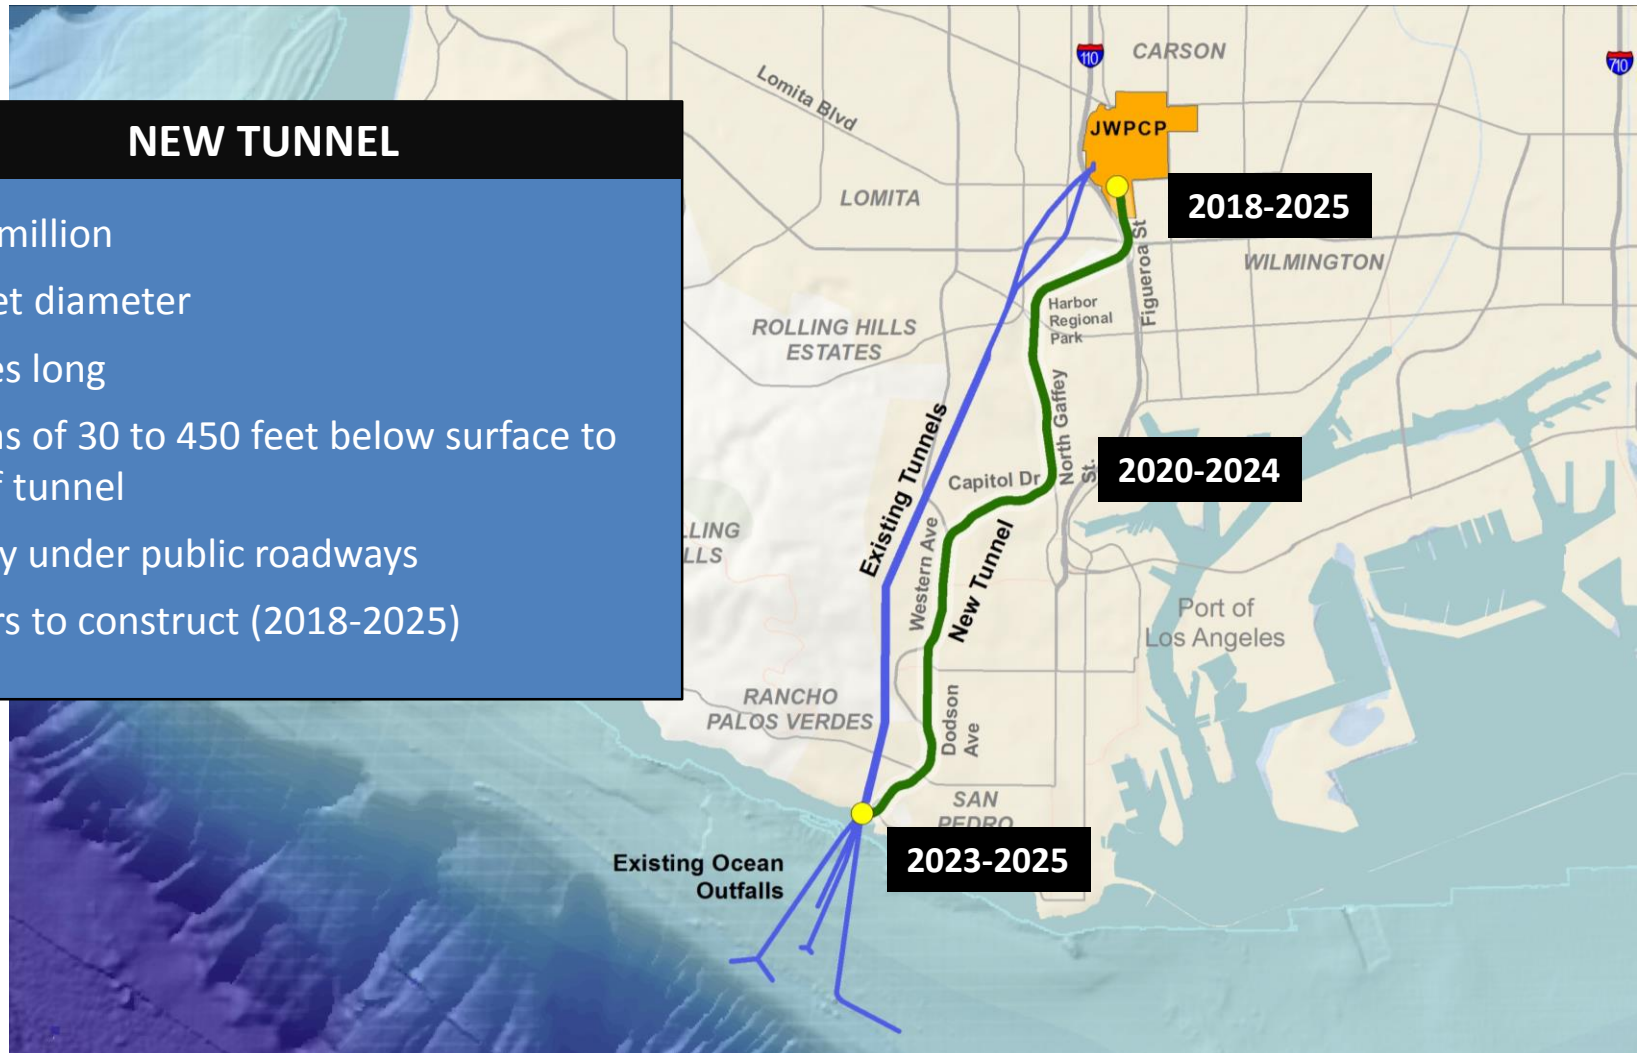 NEW TUNNEL
million
et diameter
es long
ns of 30 to 450 feet below surface to
f tunnel
y under public roadways
rs to construct (2018-2025)
110
CARSON
710
Lomita Blvd
JWPCP
LOMITA
2018-2025
Figueroa St
WILMINGTON
Harbor
Regional
Park
ROLLING HILLS
ESTATES
Existing Tunnels
North Gaffey
St.
2020-2024
Capitol Dr
LLING
LLS
Western Ave
New Tunnel
Port of
Los Angeles
RANCHO
PALOS VERDES
Dodson
Ave
SAN
PEDRO
2023-2025
Existing Ocean
Outfalls